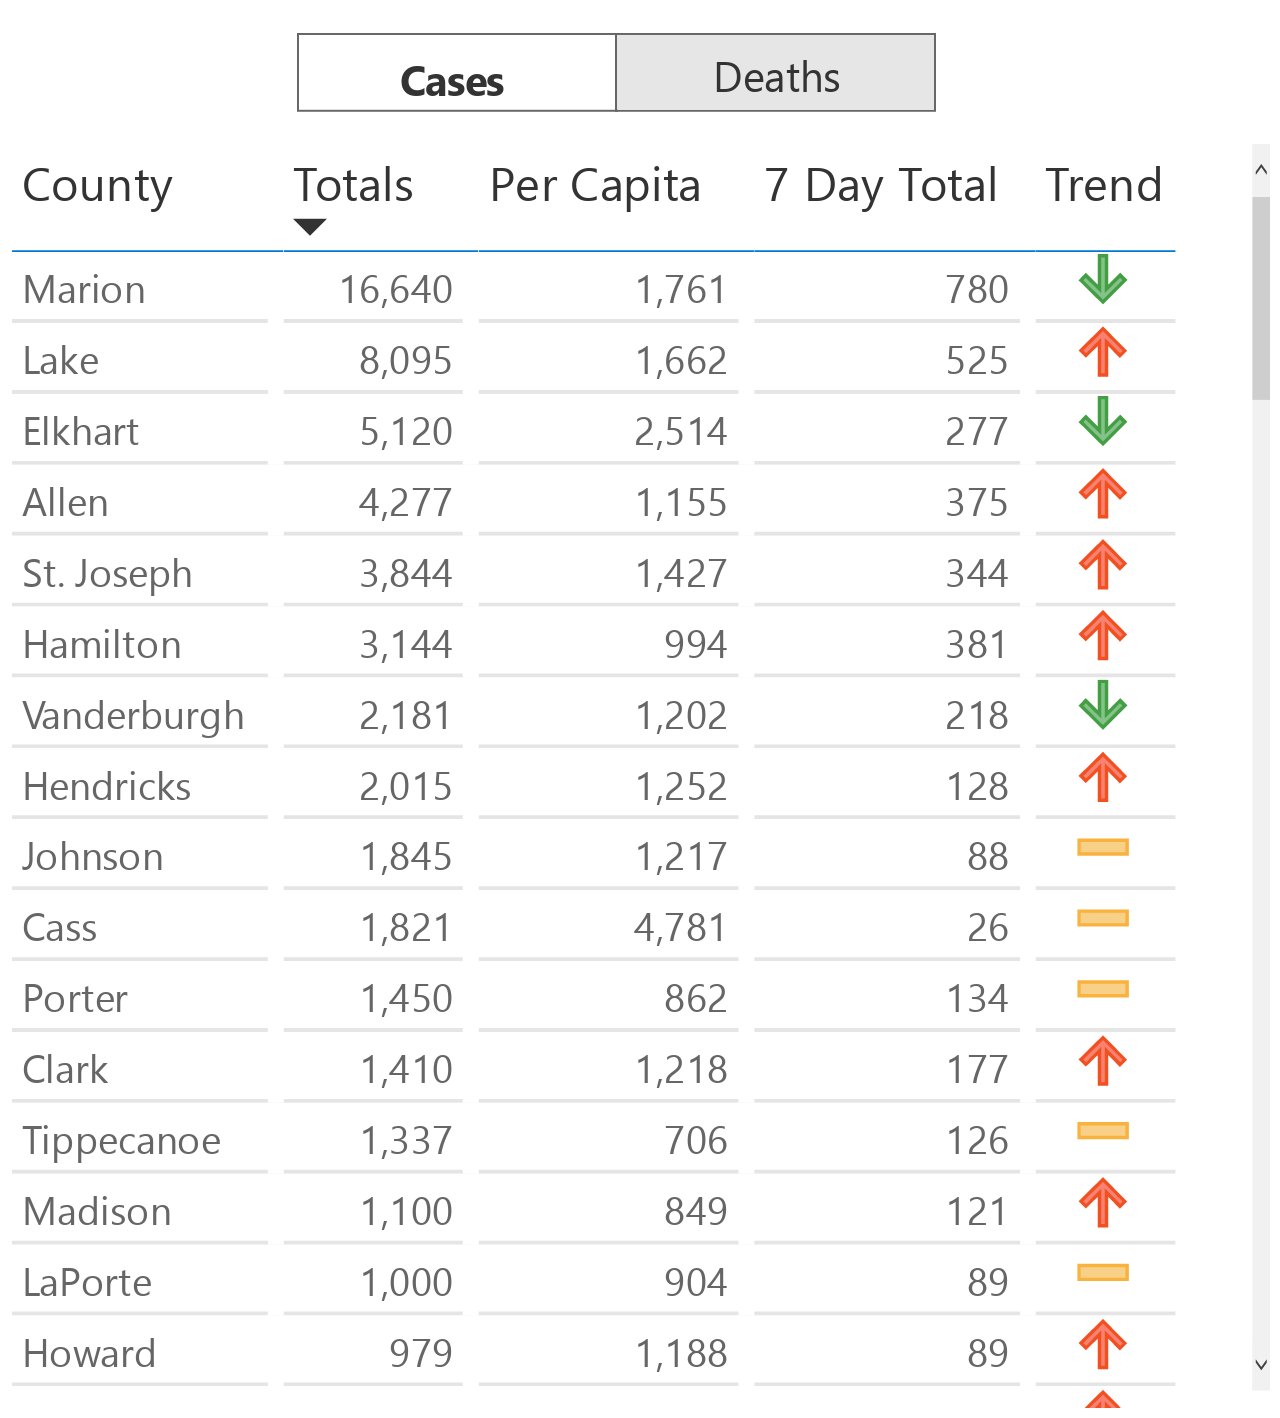 Cases Deaths
County Totals Per Capita 7 Day Total Trend
Marion 16,640 1,761 780
Lake 8,095 1,662 525
Elkhart 5,120 2,514 277
Allen 4,277 1,155 375
St. Joseph 3,844 1,427 344
Hamilton 3,144 994 381
Vanderburgh 2,181 1,202 218
Hendricks 2,015 1,252 128
Johnson 1,845 1,217 88
Cass 1,821 4,781 26
Porter 1,450 862 134
Clark 1,410 1,218 177
Tippecanoe 1,337 706 126
Madison 1,100 849 121
LaPorte 1,000 904 89
Howard 979 1,188 89